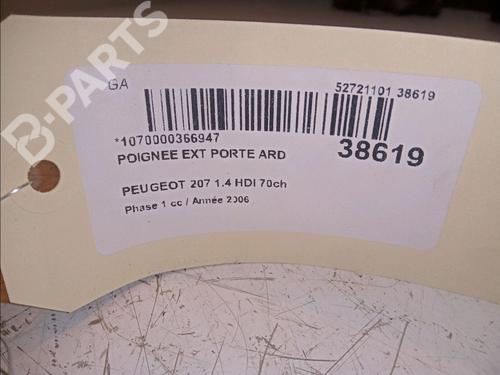 B-PARTS
GA
52721101 38619
*1070000366947
38619
POIGNEE EXT PORTE ARD
PEUGEOT 207 1.4 HDI 70ch
Phase 1 cc / Année 2006